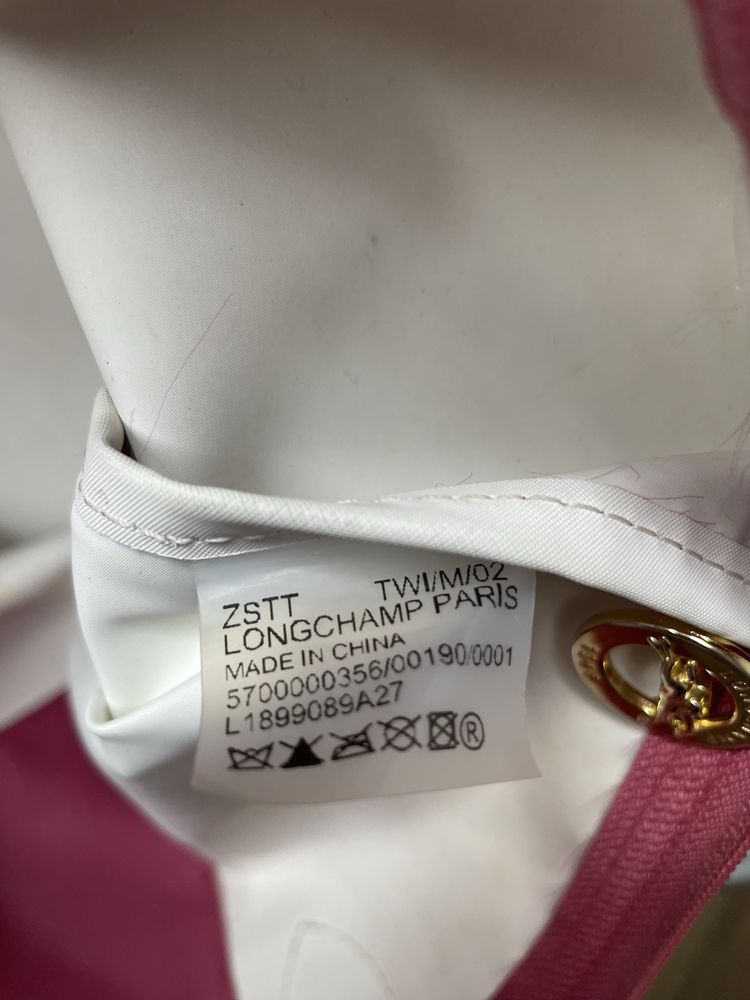 ZSTT TWI/M/02
LONGCHAMP PARIS
MADE IN CHINA
5700000356/00190/0001
L1899089A27
®